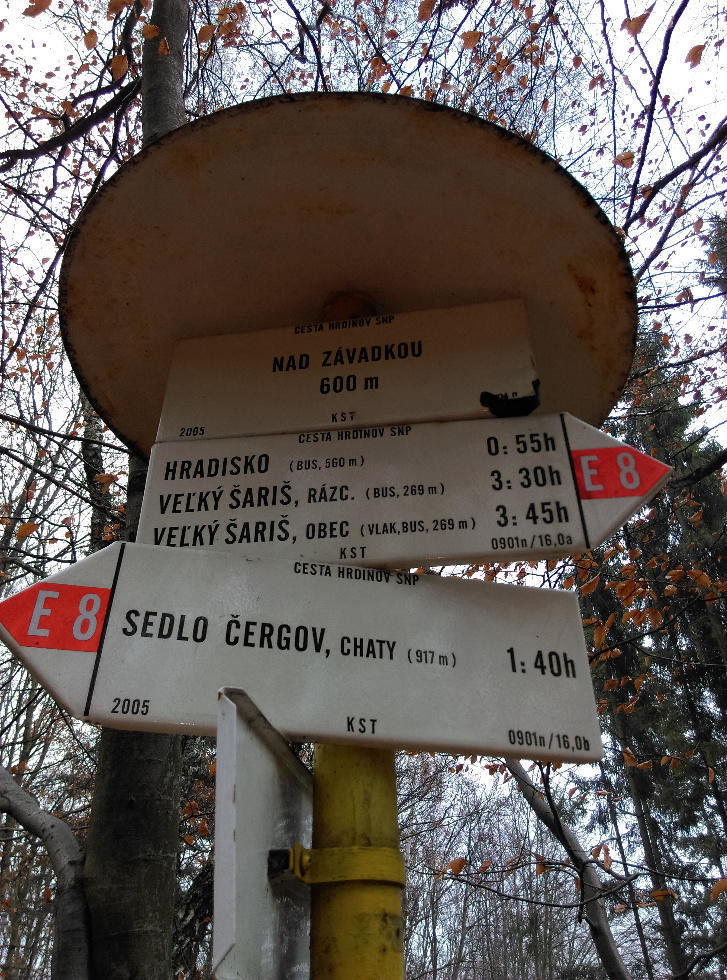 CESTA HRDINOV SNP
NAD ZÁVADKOU
600 m
2005 KST
CESTA HRDINOV SNP
HRADISKO (BUS, 560 m) 0:55h
VEĽKÝ ŠARIŠ, RÁZC. (BUS, 269 m) 3:30h
VEĽKÝ ŠARIŠ, OBEC (VLAK, BUS, 269 m) 3:45h
E 8
KST 0901n/16,0a
CESTA HRDINOV SNP
E 8
SEDLO ČERGOV, CHATY (917 m) 1:40h
2005 KST 0901n/16,0b